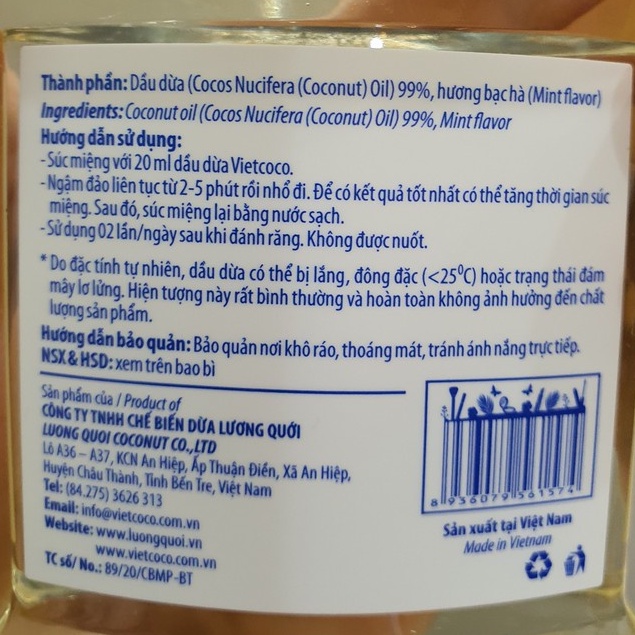 Thành phần: Dầu dừa (Cocos Nucifera (Coconut) Oil) 99%, hương bạc hà (Mint flavor)
Ingredients: Coconut oil (Cocos Nucifera (Coconut) Oil) 99%, Mint flavor
Hướng dẫn sử dụng:
- Súc miệng với 20 ml dầu dừa Vietcoco.
- Ngậm đảo liên tục từ 2-5 phút rồi nhổ đi. Để có kết quả tốt nhất có thể tăng thời gian súc
miệng. Sau đó, súc miệng lại bằng nước sạch.
- Sử dụng 02 lần/ngày sau khi đánh răng. Không được nuốt.
* Do đặc tính tự nhiên, dầu dừa có thể bị lắng, đông đặc (<25⁰C) hoặc trạng thái đám
mây lơ lửng. Hiện tượng này rất bình thường và hoàn toàn không ảnh hưởng đến chất
lượng sản phẩm.
Hướng dẫn bảo quản: Bảo quản nơi khô ráo, thoáng mát, tránh ánh nắng trực tiếp.
NSX & HSD: xem trên bao bì
Sản phẩm của / Product of
CÔNG TY TNHH CHẾ BIẾN DỪA LƯƠNG QUỚI
LUONG QUOI COCONUT CO.,LTD
Lô A36 – A37, KCN An Hiệp, Ấp Thuận Điền, Xã An Hiệp,
Huyện Châu Thành, Tỉnh Bến Tre, Việt Nam
Tel: (84.275) 3626 313
Email: info@vietcoco.com.vn
Website: www.luongquoi.vn
www.vietcoco.com.vn
TC số/ No.: 89/20/CBMP-BT
8 936079 561574
Sản xuất tại Việt Nam
Made in Vietnam